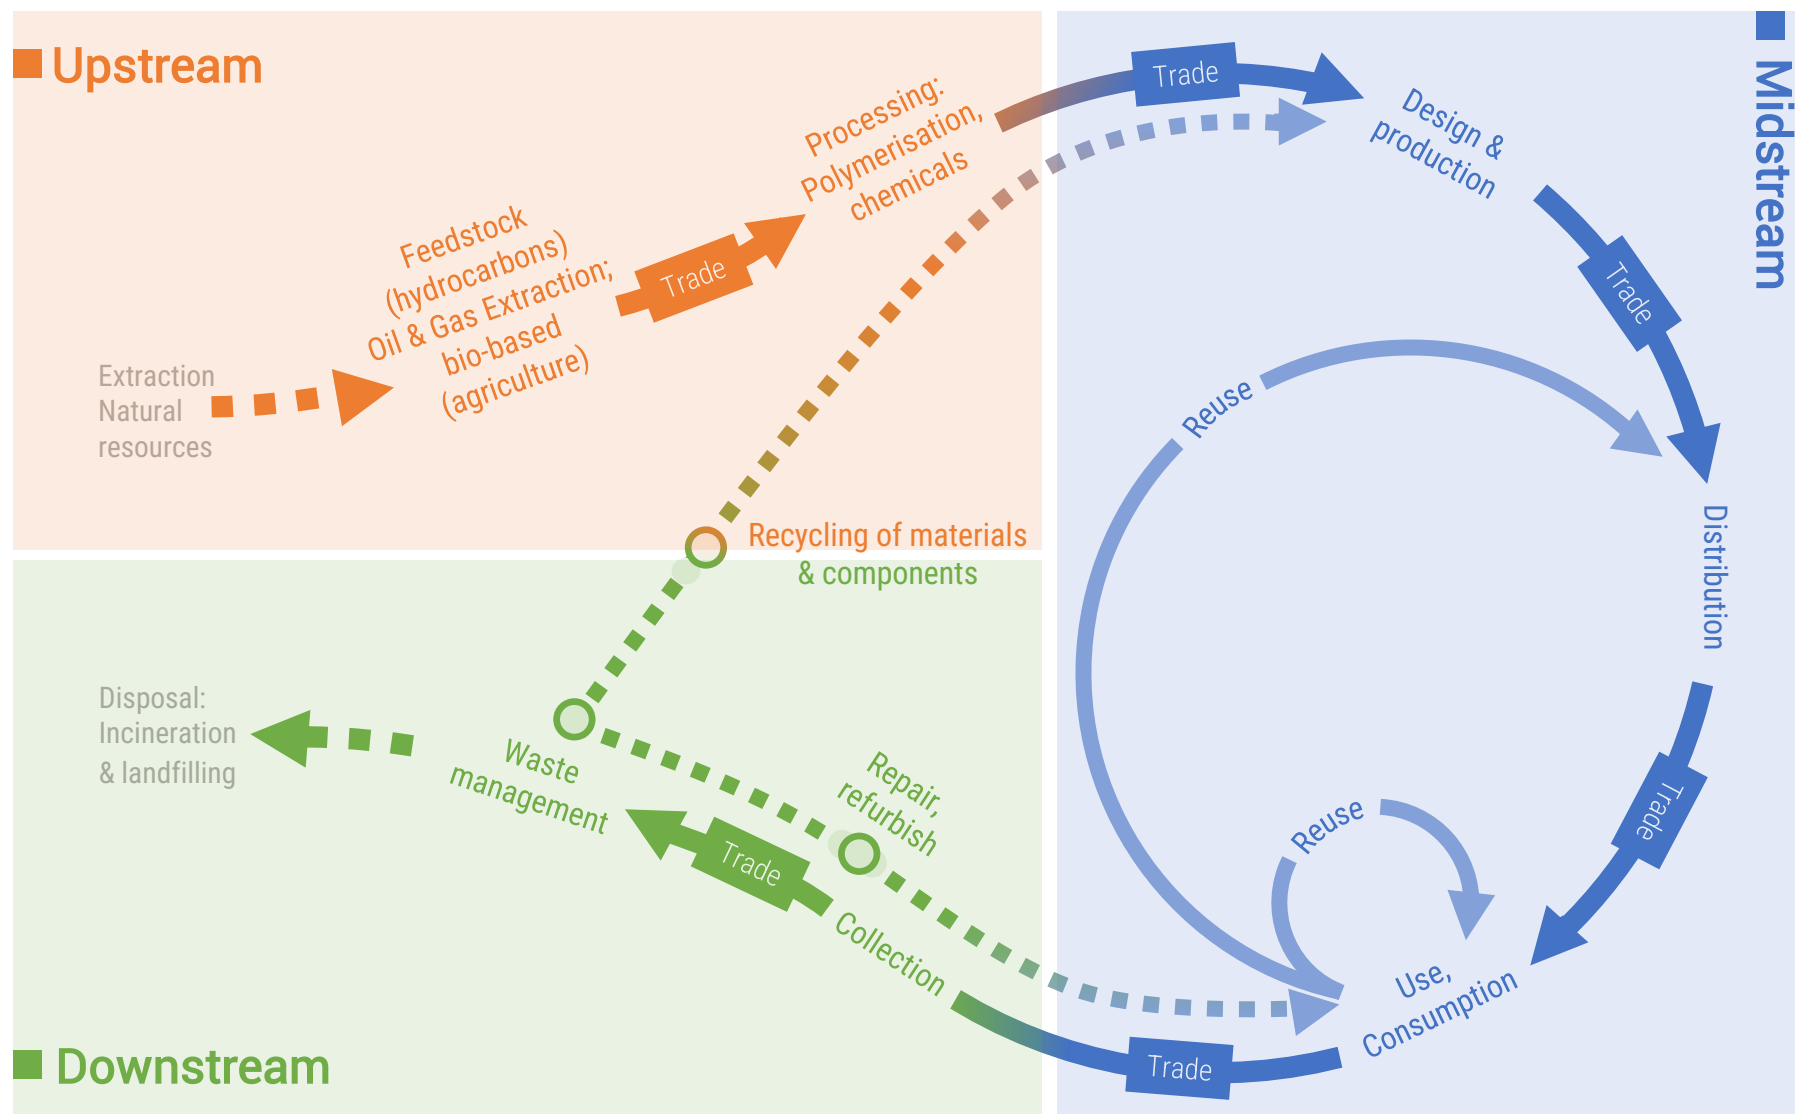 Upstream
Extraction
Natural
resources
Feedstock
(hydrocarbons)
Oil & Gas Extraction;
bio-based
(agriculture)
Trade
Processing:
Polymerisation,
chemicals
Trade
Midstream
Design &
production
Trade
Distribution
Reuse
Trade
Reuse
Use,
Consumption
Trade
Recycling of materials
& components
Repair,
refurbish
Collection
Trade
Waste
management
Disposal:
Incineration
& landfilling
Downstream